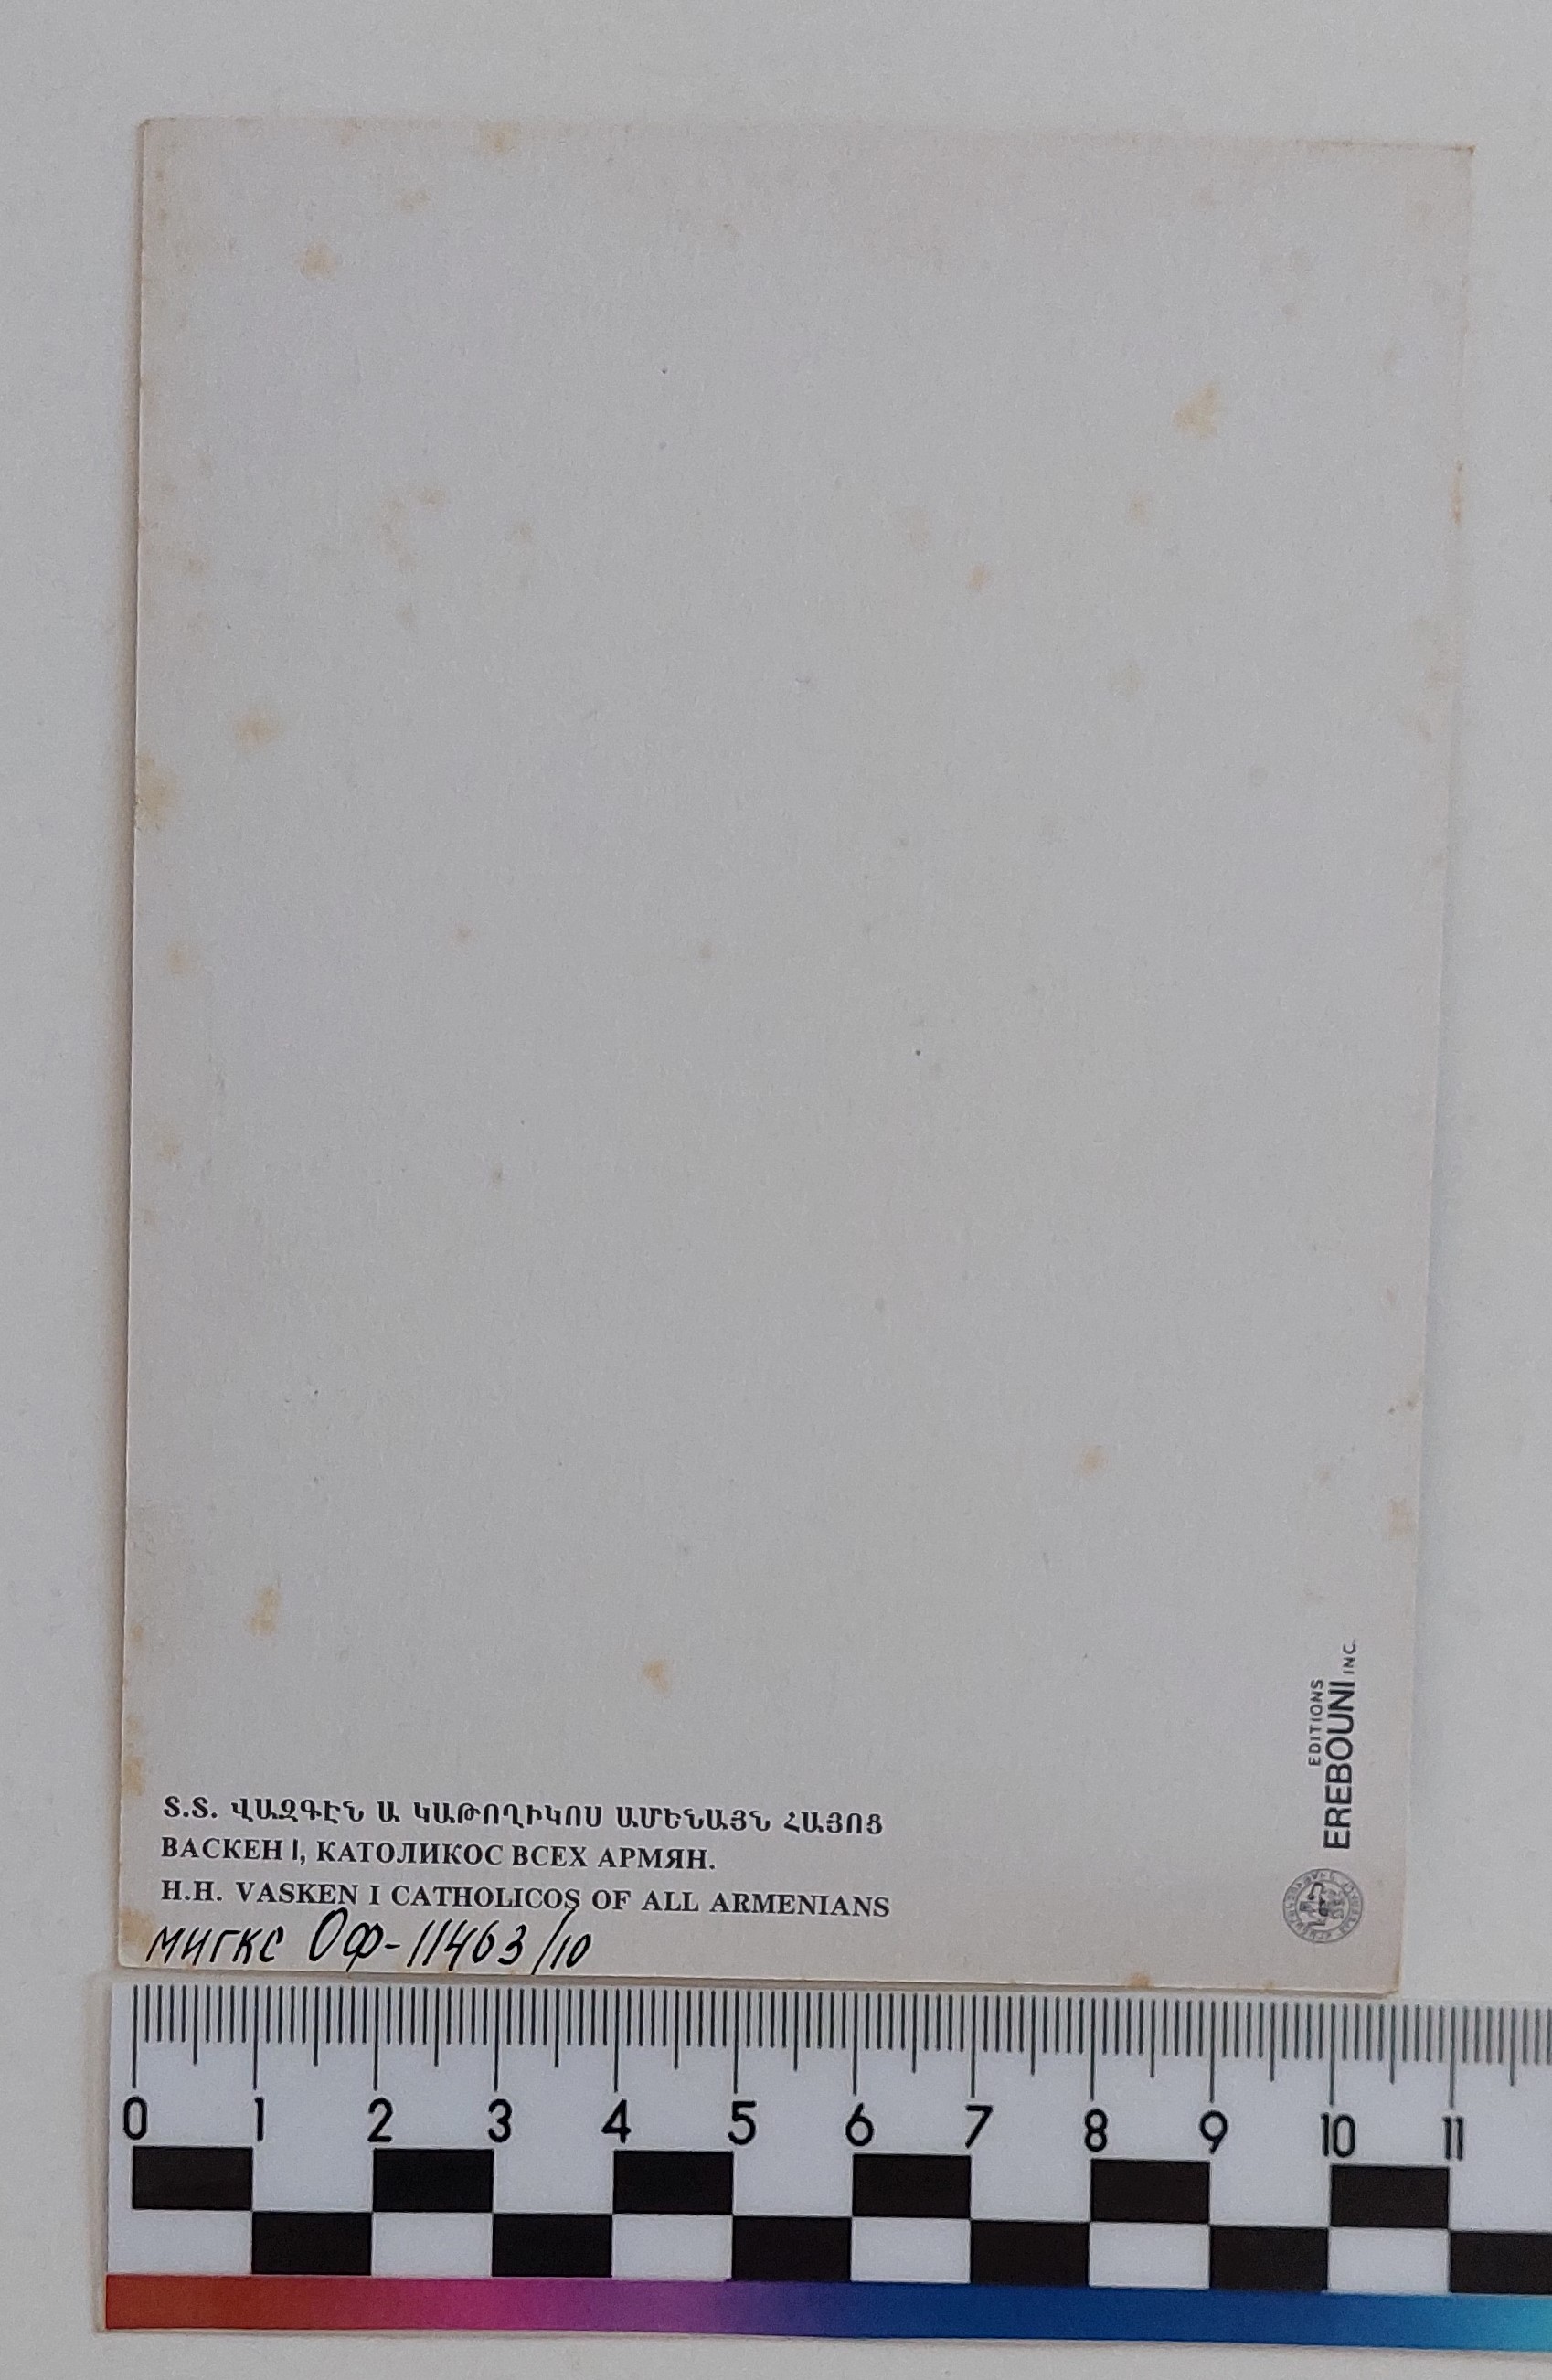 Տ.Տ. ՎԱԶԳԷՆ Ա ԿԱԹՈՂԻԿՈՍ ԱՄԵՆԱՅՆ ՀԱՅՈՑ
ВАСКЕН I, КАТОЛИКОС ВСЕХ АРМЯН.
H.H. VASKEN I CATHOLICOS OF ALL ARMENIANS
МИГКС Оф-11463/10
EDITIONS
EREBOUNI INC.
0 1 2 3 4 5 6 7 8 9 10 11